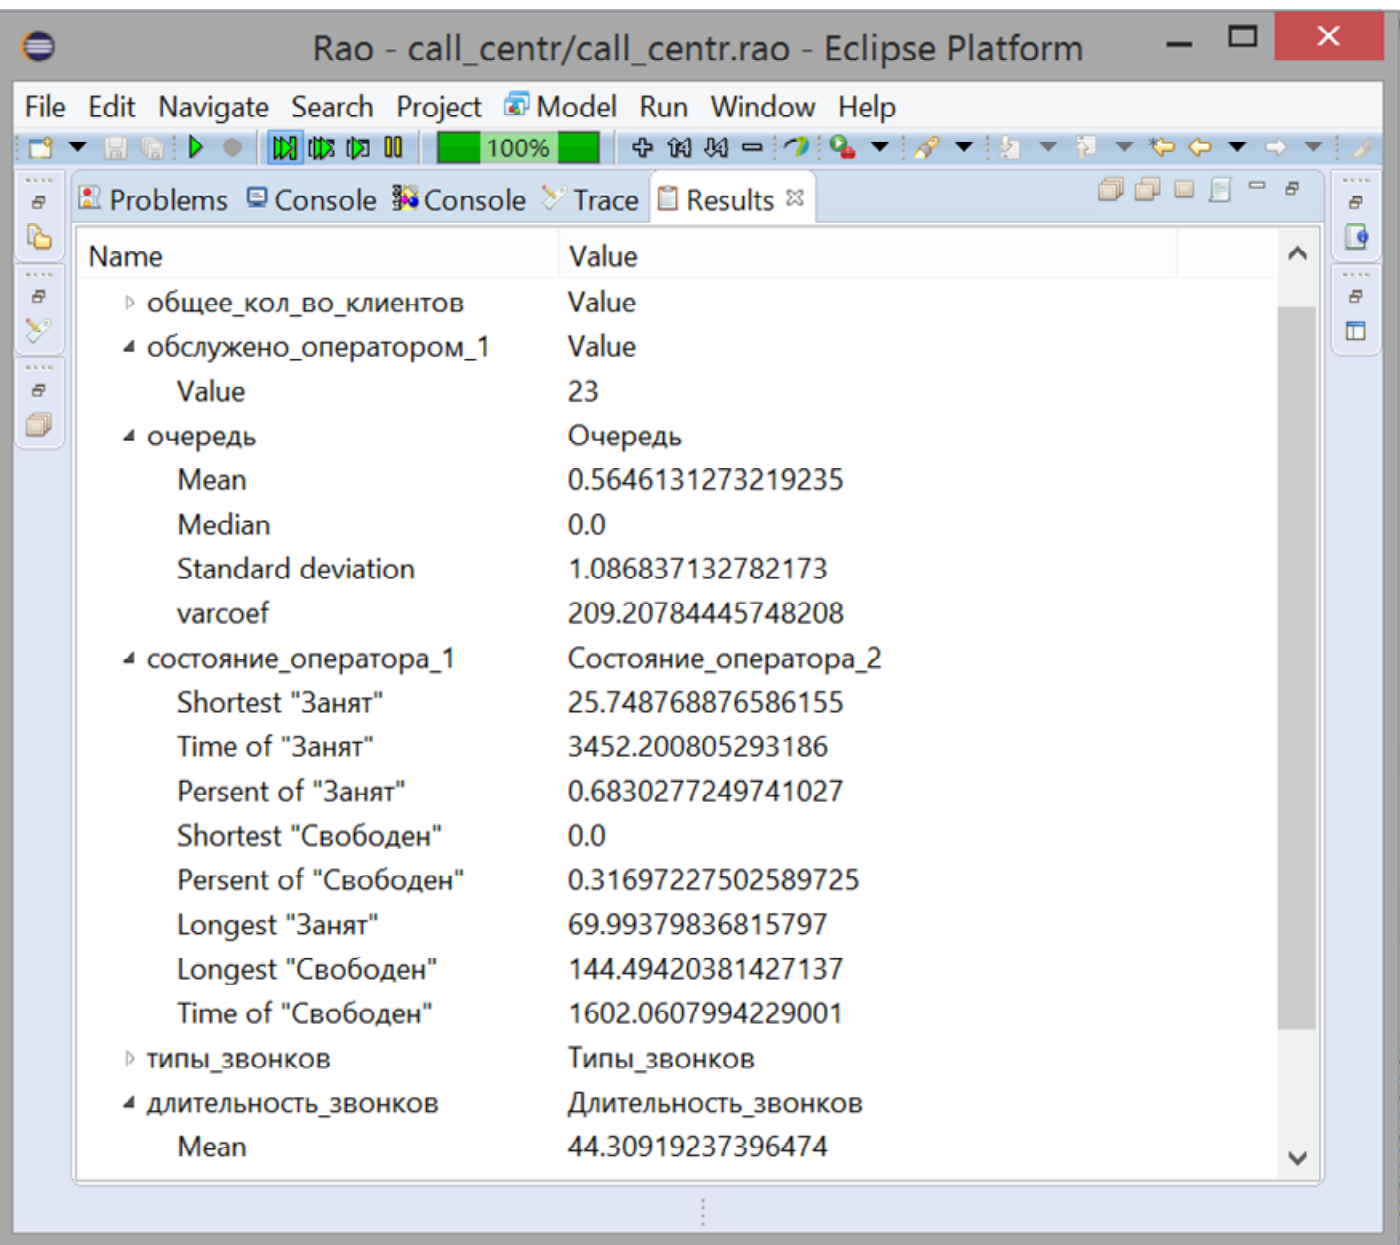 Rao - call_centr/call_centr.rao - Eclipse Platform
File Edit Navigate Search Project Model Run Window Help
100%
Problems Console Console Trace Results
Name Value
общее_кол_во_клиентов Value
обслужено_оператором_1 Value
Value 23
очередь Очередь
Mean 0.5646131273219235
Median 0.0
Standard deviation 1.086837132782173
varcoef 209.20784445748208
состояние_оператора_1 Состояние_оператора_2
Shortest "Занят" 25.748768876586155
Time of "Занят" 3452.200805293186
Persent of "Занят" 0.6830277249741027
Shortest "Свободен" 0.0
Persent of "Свободен" 0.31697227502589725
Longest "Занят" 69.99379836815797
Longest "Свободен" 144.49420381427137
Time of "Свободен" 1602.0607994229001
типы_звонков Типы_звонков
длительность_звонков Длительность_звонков
Mean 44.30919237396474